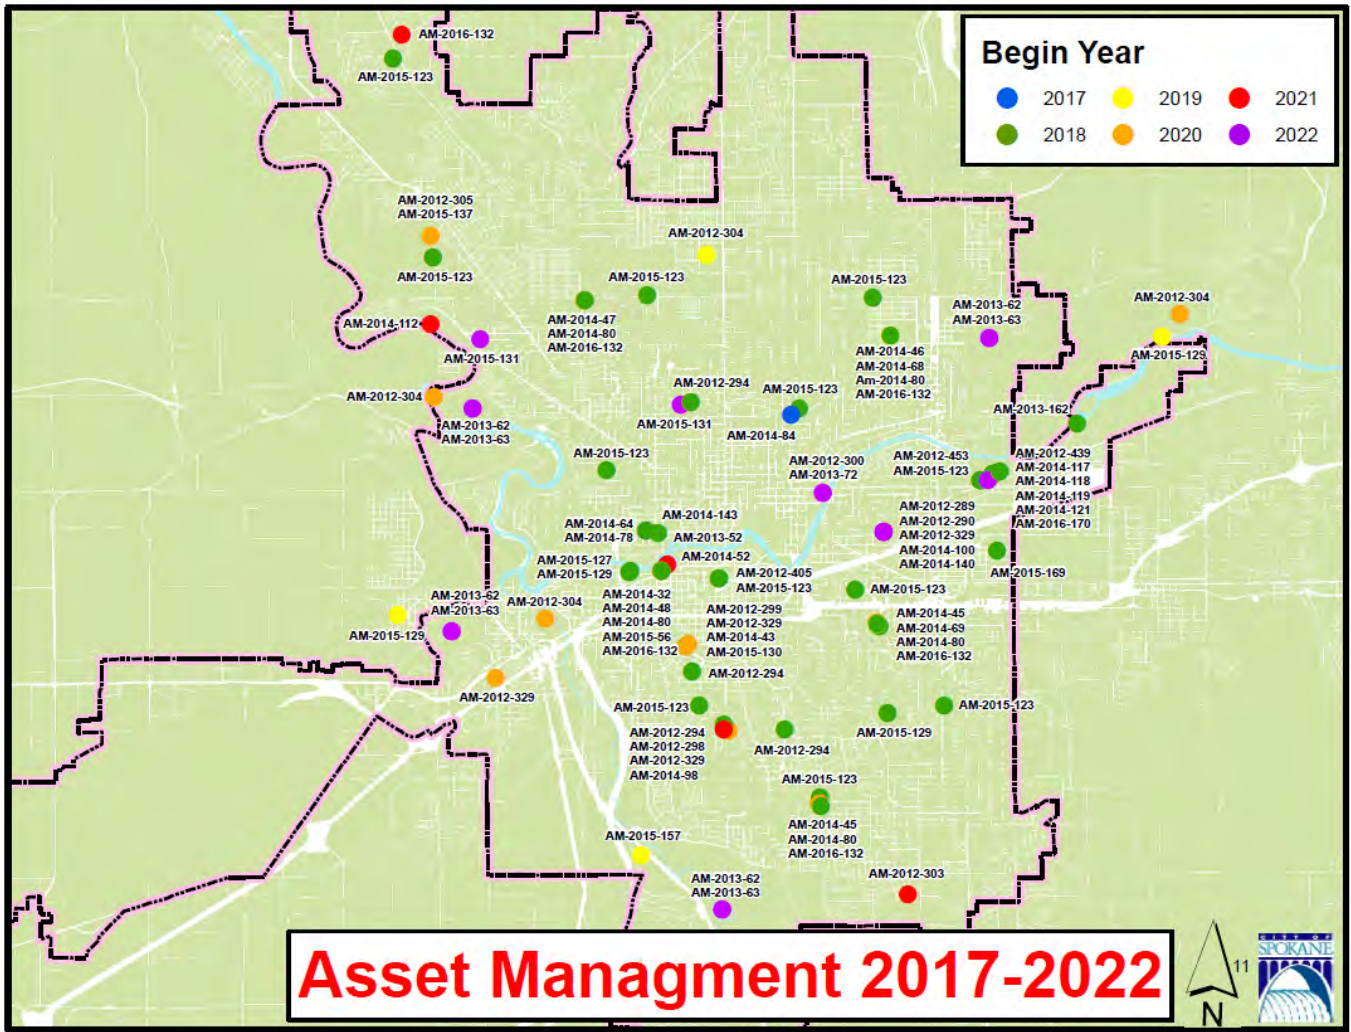 Begin Year
2017 2019 2021
2018 2020 2022
AM-2016-132
AM-2015-123
AM-2012-305
AM-2015-137
AM-2015-123
AM-2012-304
AM-2015-123
AM-2015-123
AM-2014-47
AM-2014-80
AM-2016-132
AM-2014-112
AM-2015-131
AM-2013-62
AM-2013-63
AM-2012-304
AM-2015-129
AM-2014-46
AM-2014-68
Am-2014-80
AM-2016-132
AM-2012-304
AM-2013-62
AM-2013-63
AM-2012-294
AM-2015-131
AM-2015-123
AM-2014-84
AM-2013-162
AM-2015-123
AM-2012-300
AM-2013-72
AM-2012-453
AM-2015-123
AM-2012-439
AM-2014-117
AM-2014-118
AM-2014-119
AM-2014-121
AM-2016-170
AM-2012-289
AM-2012-290
AM-2012-329
AM-2014-100
AM-2014-140
AM-2015-169
AM-2014-64
AM-2014-78
AM-2014-143
AM-2013-52
AM-2014-52
AM-2015-127
AM-2015-129
AM-2012-405
AM-2015-123
AM-2015-123
AM-2013-62
AM-2013-63
AM-2012-304
AM-2015-129
AM-2014-32
AM-2014-48
AM-2014-80
AM-2015-56
AM-2016-132
AM-2012-299
AM-2012-329
AM-2014-43
AM-2015-130
AM-2014-45
AM-2014-69
AM-2014-80
AM-2016-132
AM-2012-294
AM-2012-329
AM-2015-123
AM-2015-123
AM-2015-129
AM-2012-294
AM-2012-298
AM-2012-329
AM-2014-98
AM-2012-294
AM-2015-123
AM-2014-45
AM-2014-80
AM-2016-132
AM-2015-157
AM-2013-62
AM-2013-63
AM-2012-303
Asset Managment 2017-2022
N
11
CITY OF
SPOKANE